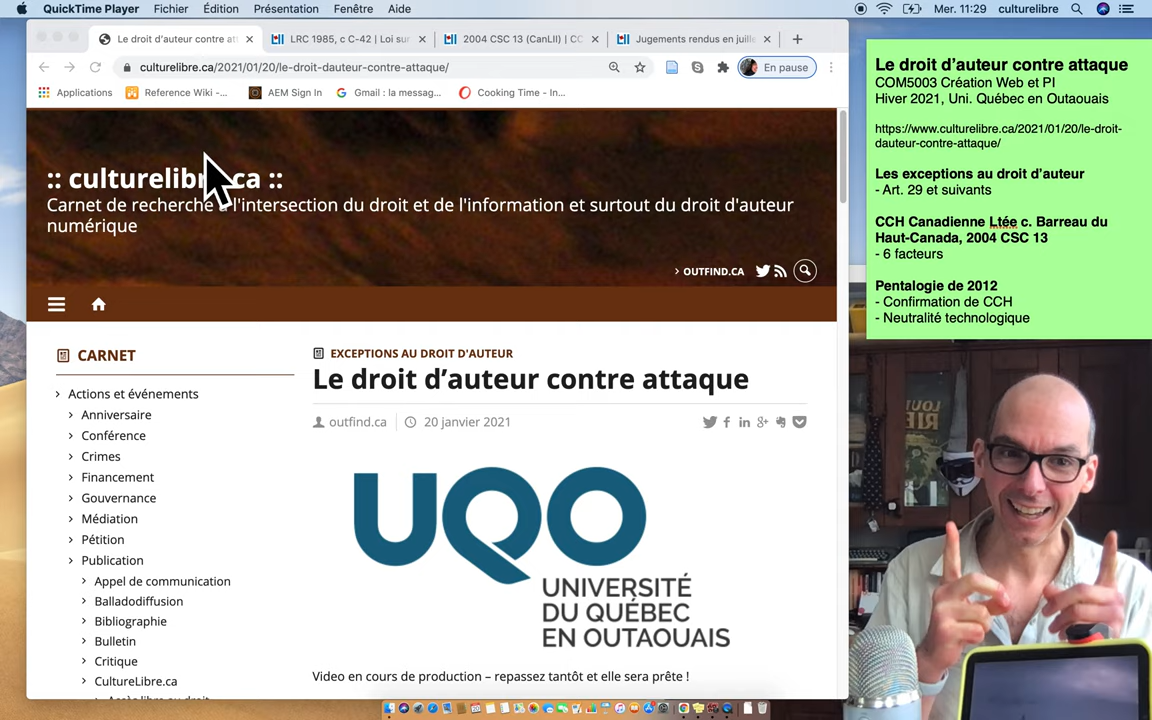 QuickTime Player Fichier Édition Présentation Fenêtre Aide
Mer. 11:29 culturelibre
Le droit d'auteur contre att
LRC 1985, c C-42 | Loi sur
2004 CSC 13 (CanLII) | CC
Jugements rendus en juille
culturelibre.ca/2021/01/20/le-droit-dauteur-contre-attaque/
En pause
Applications
Reference Wiki -...
AEM Sign In
Gmail : la messag...
Cooking Time - In...
:: culturelibre.ca ::
Carnet de recherche à l'intersection du droit et de l'information et surtout du droit d'auteur
numérique
OUTFIND.CA
CARNET
Actions et événements
Anniversaire
Conférence
Crimes
Financement
Gouvernance
Médiation
Pétition
Publication
Appel de communication
Balladodiffusion
Bibliographie
Bulletin
Critique
CultureLibre.ca
EXCEPTIONS AU DROIT D'AUTEUR
Le droit d'auteur contre attaque
outfind.ca
20 janvier 2021
UQO
UNIVERSITÉ
DU QUÉBEC
EN OUTAOUAIS
Video en cours de production – repassez tantôt et elle sera prête !
Le droit d'auteur contre attaque
COM5003 Création Web et PI
Hiver 2021, Uni. Québec en Outaouais
https://www.culturelibre.ca/2021/01/20/le-droit-
dauteur-contre-attaque/
Les exceptions au droit d'auteur
- Art. 29 et suivants
CCH Canadienne Ltée c. Barreau du
Haut-Canada, 2004 CSC 13
- 6 facteurs
Pentalogie de 2012
- Confirmation de CCH
- Neutralité technologique